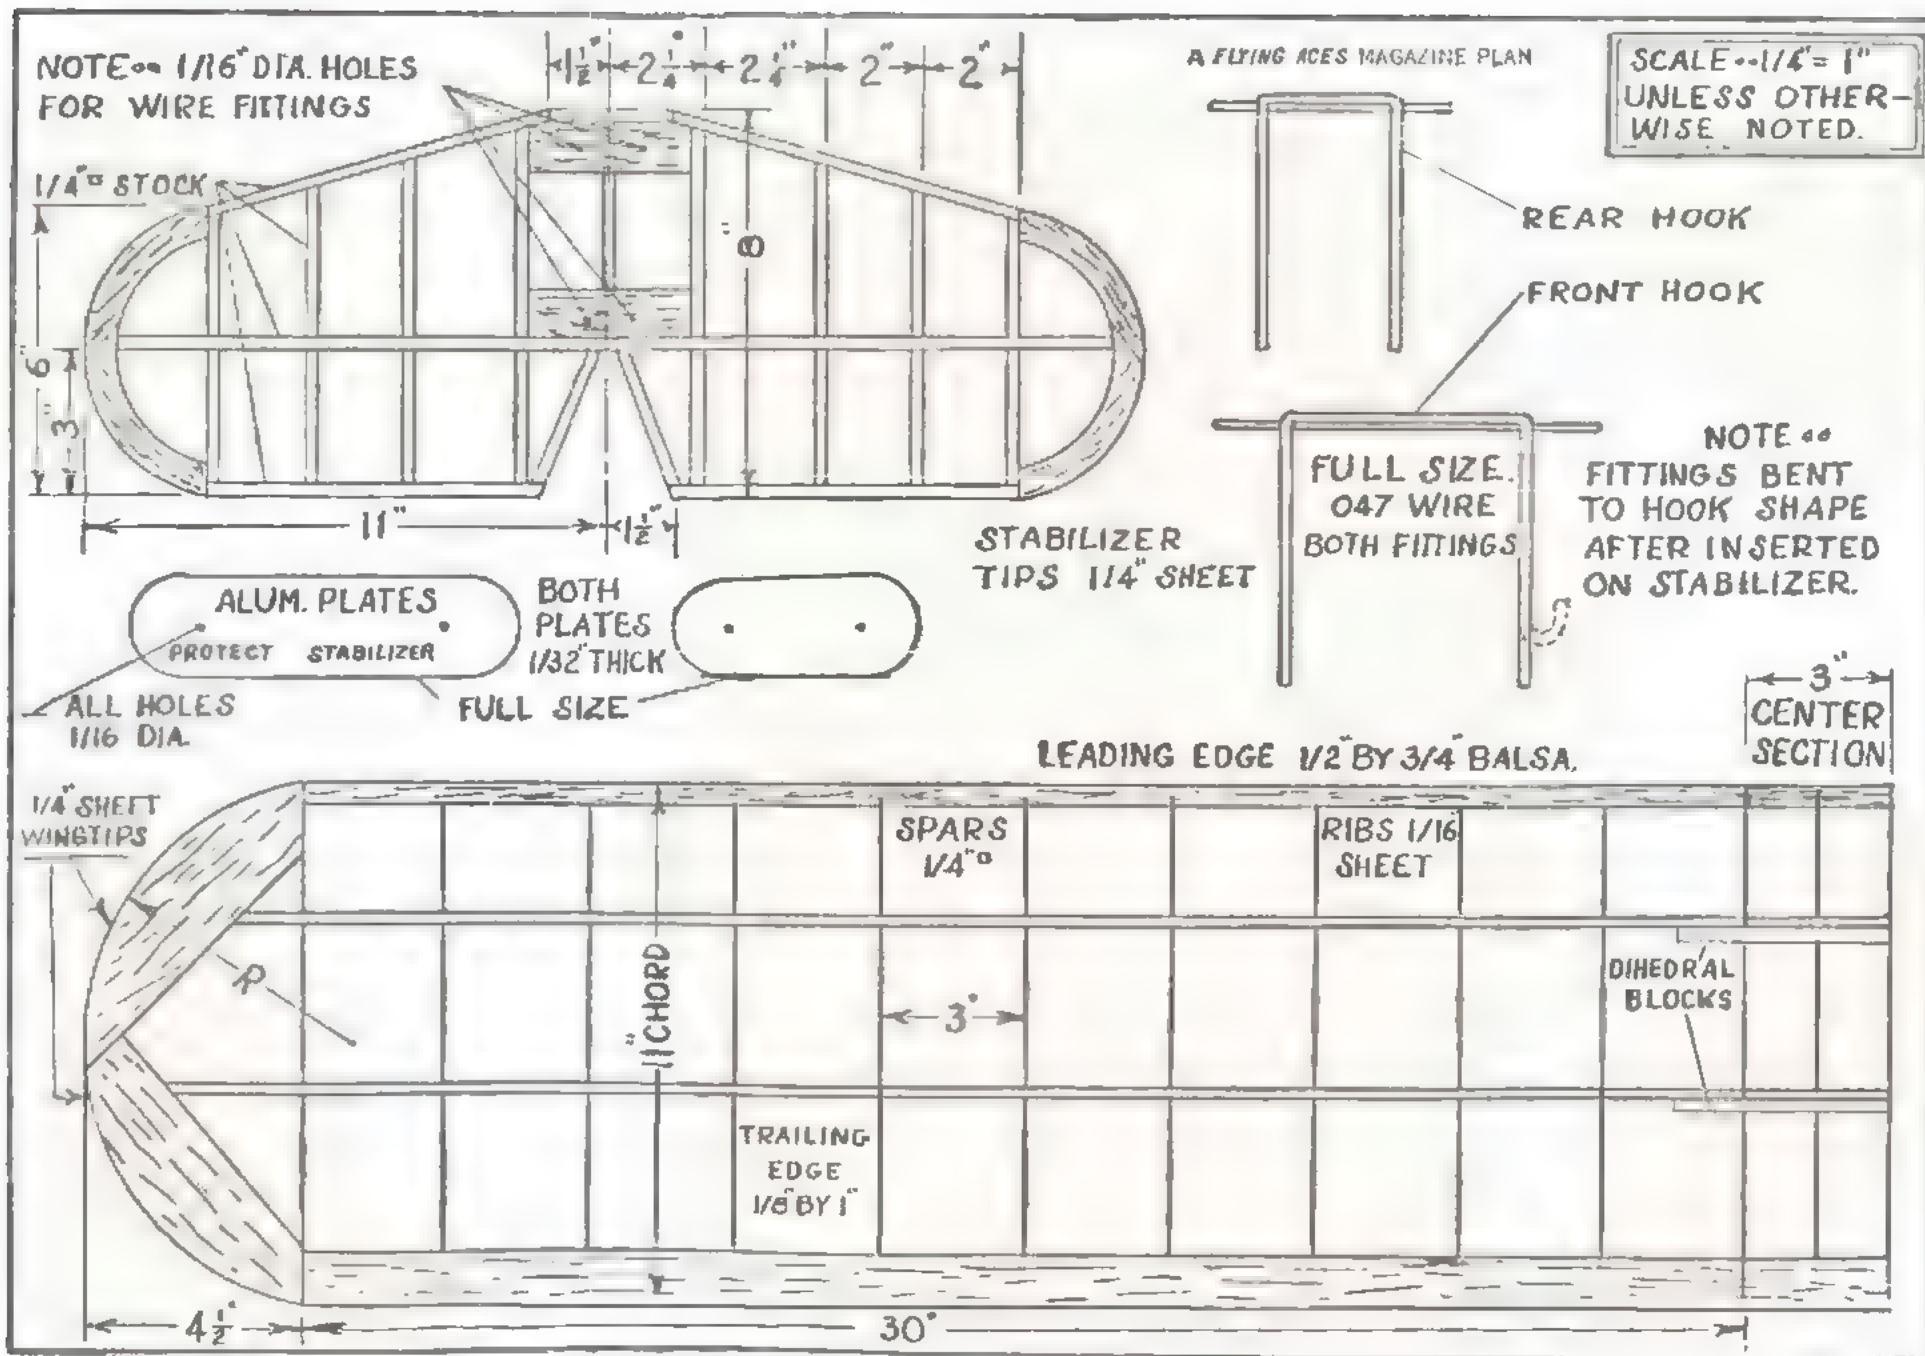 NOTE •• 1/16" DIA. HOLES
FOR WIRE FITTINGS
1 1/2"
2 1/4"
2 1/4"
2"
2"
A FLYING ACES MAGAZINE PLAN
SCALE ••1/4"= 1"
UNLESS OTHER-
WISE NOTED.
1/4"□ STOCK
8"
6"
3"
11"
1 1/2"
REAR HOOK
FRONT HOOK
FULL SIZE.
047 WIRE
BOTH FITTINGS
NOTE ••
FITTINGS BENT
TO HOOK SHAPE
AFTER INSERTED
ON STABILIZER.
STABILIZER
TIPS 1/4" SHEET
ALUM. PLATES
PROTECT STABILIZER
BOTH
PLATES
1/32" THICK
ALL HOLES
1/16 DIA.
FULL SIZE
3"
CENTER
SECTION
LEADING EDGE 1/2" BY 3/4" BALSA.
1/4" SHEET
WINGTIPS
SPARS
1/4"□
RIBS 1/16"
SHEET
R
11" CHORD
3"
DIHEDRAL
BLOCKS
TRAILING
EDGE
1/8" BY 1"
4 1/2"
30"